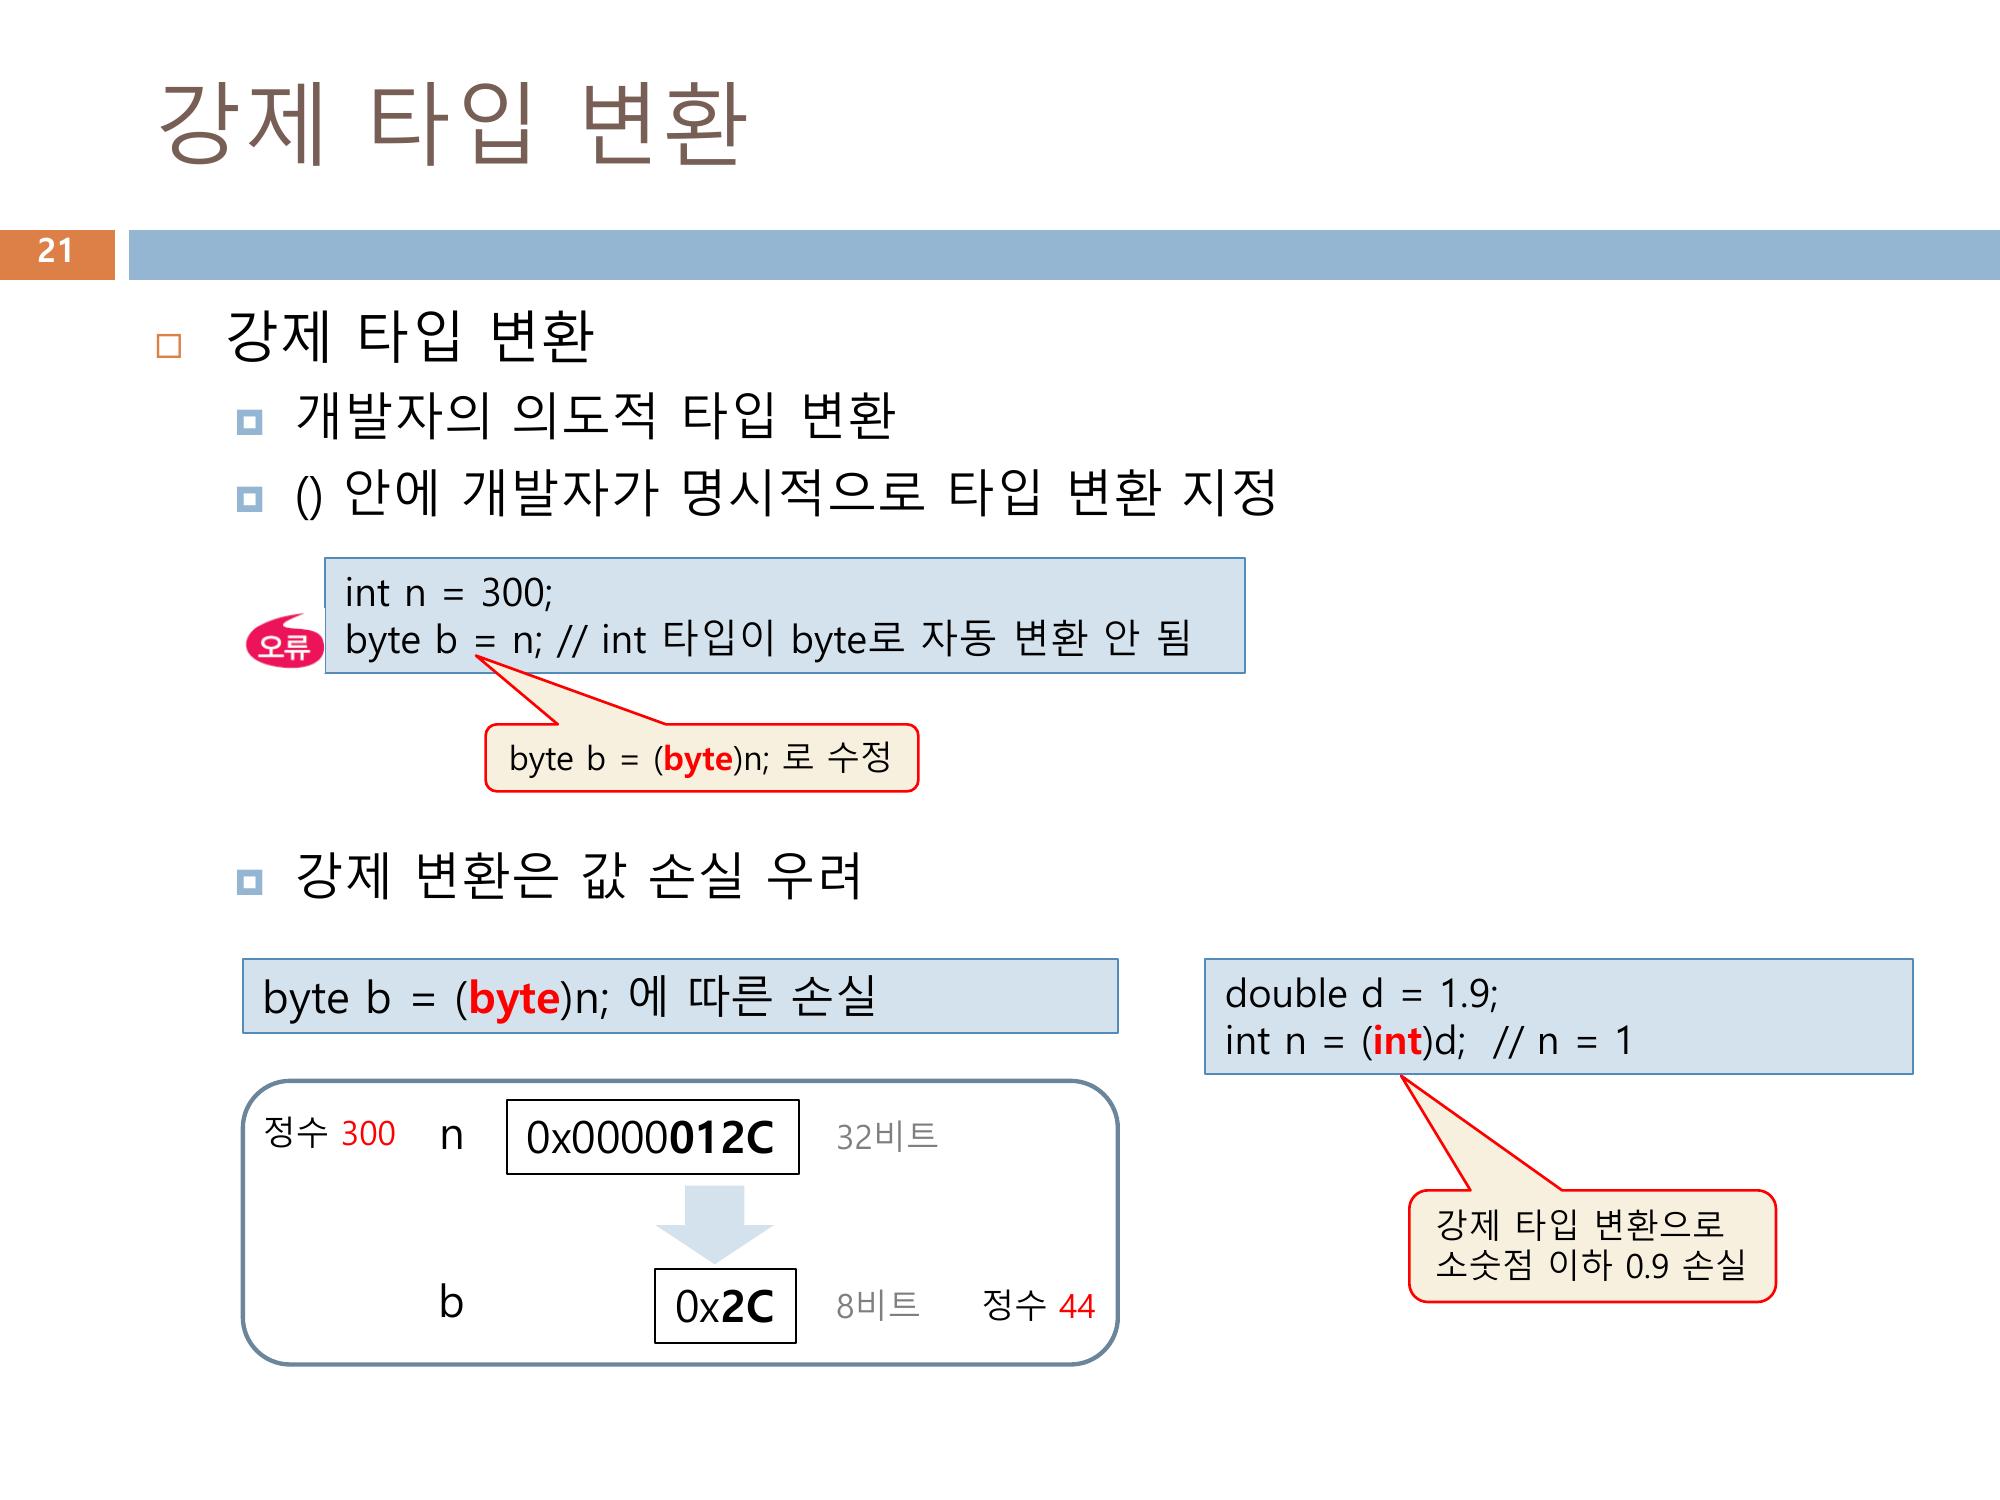 강제 타입 변환
21
강제 타입 변환
개발자의 의도적 타입 변환
() 안에 개발자가 명시적으로 타입 변환 지정
int n = 300;
오류
byte b = n; // int 타입이 byte로 자동 변환 안 됨
byte b = (byte)n; 로 수정
강제 변환은 값 손실 우려
byte b = (byte)n; 에 따른 손실
정수 300 n 0x0000012C 32비트
b 0x2C 8비트 정수 44
double d = 1.9;
int n = (int)d; // n = 1
강제 타입 변환으로
소숫점 이하 0.9 손실